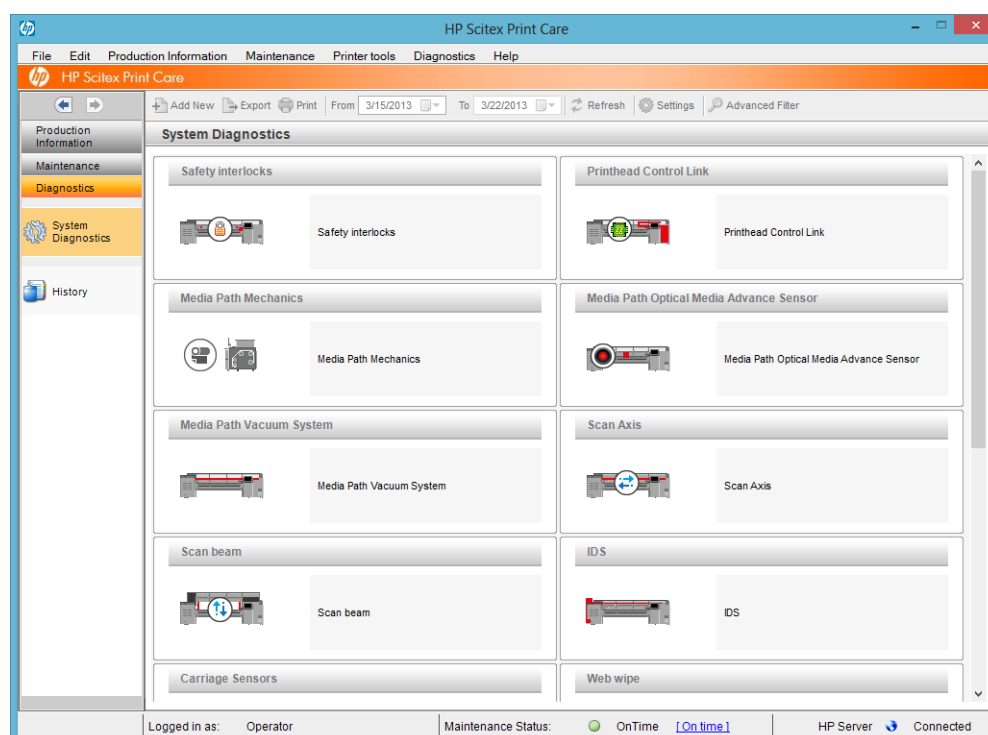 HP Scitex Print Care
File Edit Production Information Maintenance Printer tools Diagnostics Help
hp HP Scitex Print Care
Add New Export Print From 3/15/2013 To 3/22/2013 Refresh Settings Advanced Filter
Production
Information
Maintenance
Diagnostics
System
Diagnostics
History
System Diagnostics
Safety interlocks
Safety interlocks
Printhead Control Link
Printhead Control Link
Media Path Mechanics
Media Path Mechanics
Media Path Optical Media Advance Sensor
Media Path Optical Media Advance Sensor
Media Path Vacuum System
Media Path Vacuum System
Scan Axis
Scan Axis
Scan beam
Scan beam
IDS
IDS
Carriage Sensors
Web wipe
Logged in as: Operator Maintenance Status: OnTime [ On time ] HP Server Connected